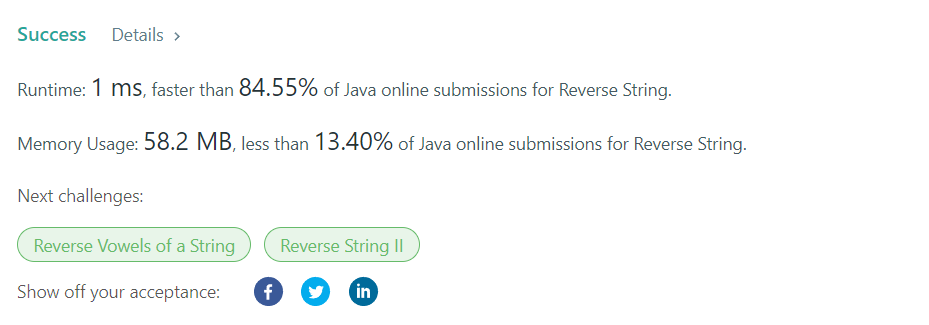 Success Details >
Runtime: 1 ms, faster than 84.55% of Java online submissions for Reverse String.
Memory Usage: 58.2 MB, less than 13.40% of Java online submissions for Reverse String.
Next challenges:
Reverse Vowels of a String Reverse String II
Show off your acceptance: f in